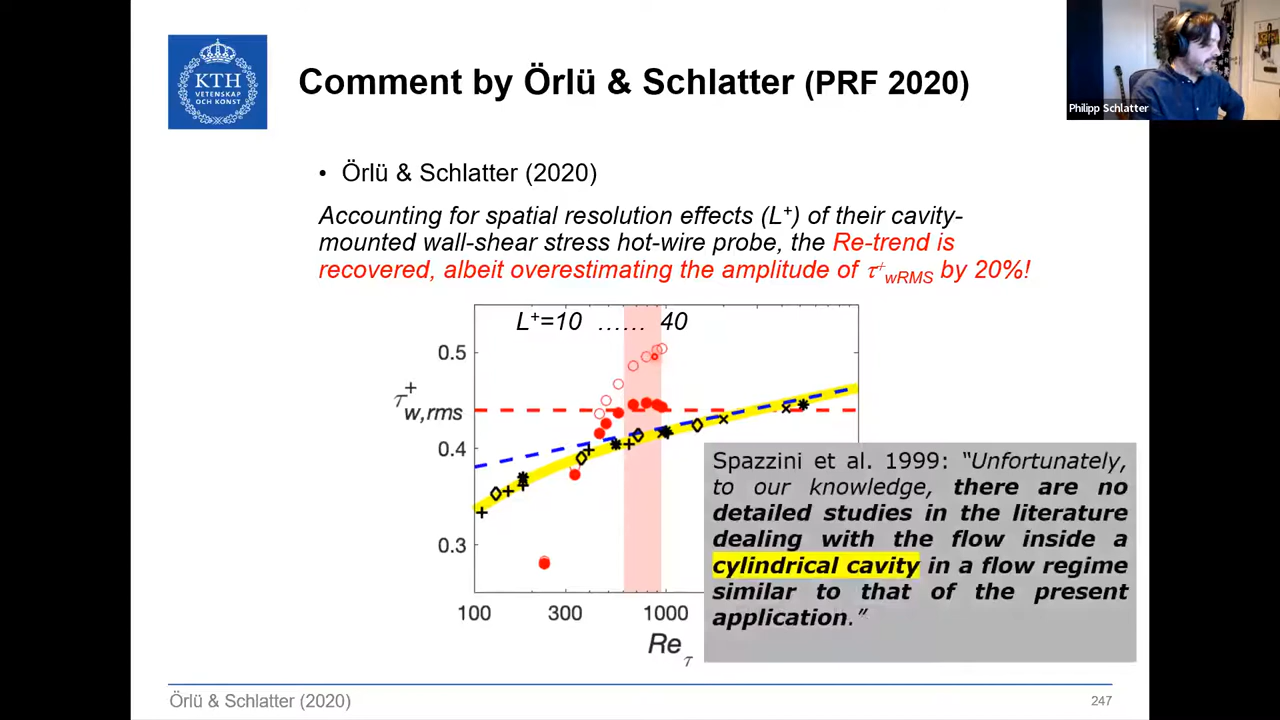 KTH
VETENSKAP
OCH KONST
Comment by Örlü & Schlatter (PRF 2020)
Philipp Schlatter
• Örlü & Schlatter (2020)
Accounting for spatial resolution effects (L+) of their cavity-
mounted wall-shear stress hot-wire probe, the Re-trend is
recovered, albeit overestimating the amplitude of τ+wRMS by 20%!
L+=10 …… 40
0.5
τ+w,rms
0.4
0.3
100 300 1000
Reτ
Spazzini et al. 1999: “Unfortunately,
to our knowledge, there are no
detailed studies in the literature
dealing with the flow inside a
cylindrical cavity in a flow regime
similar to that of the present
application.”
Örlü & Schlatter (2020)
247